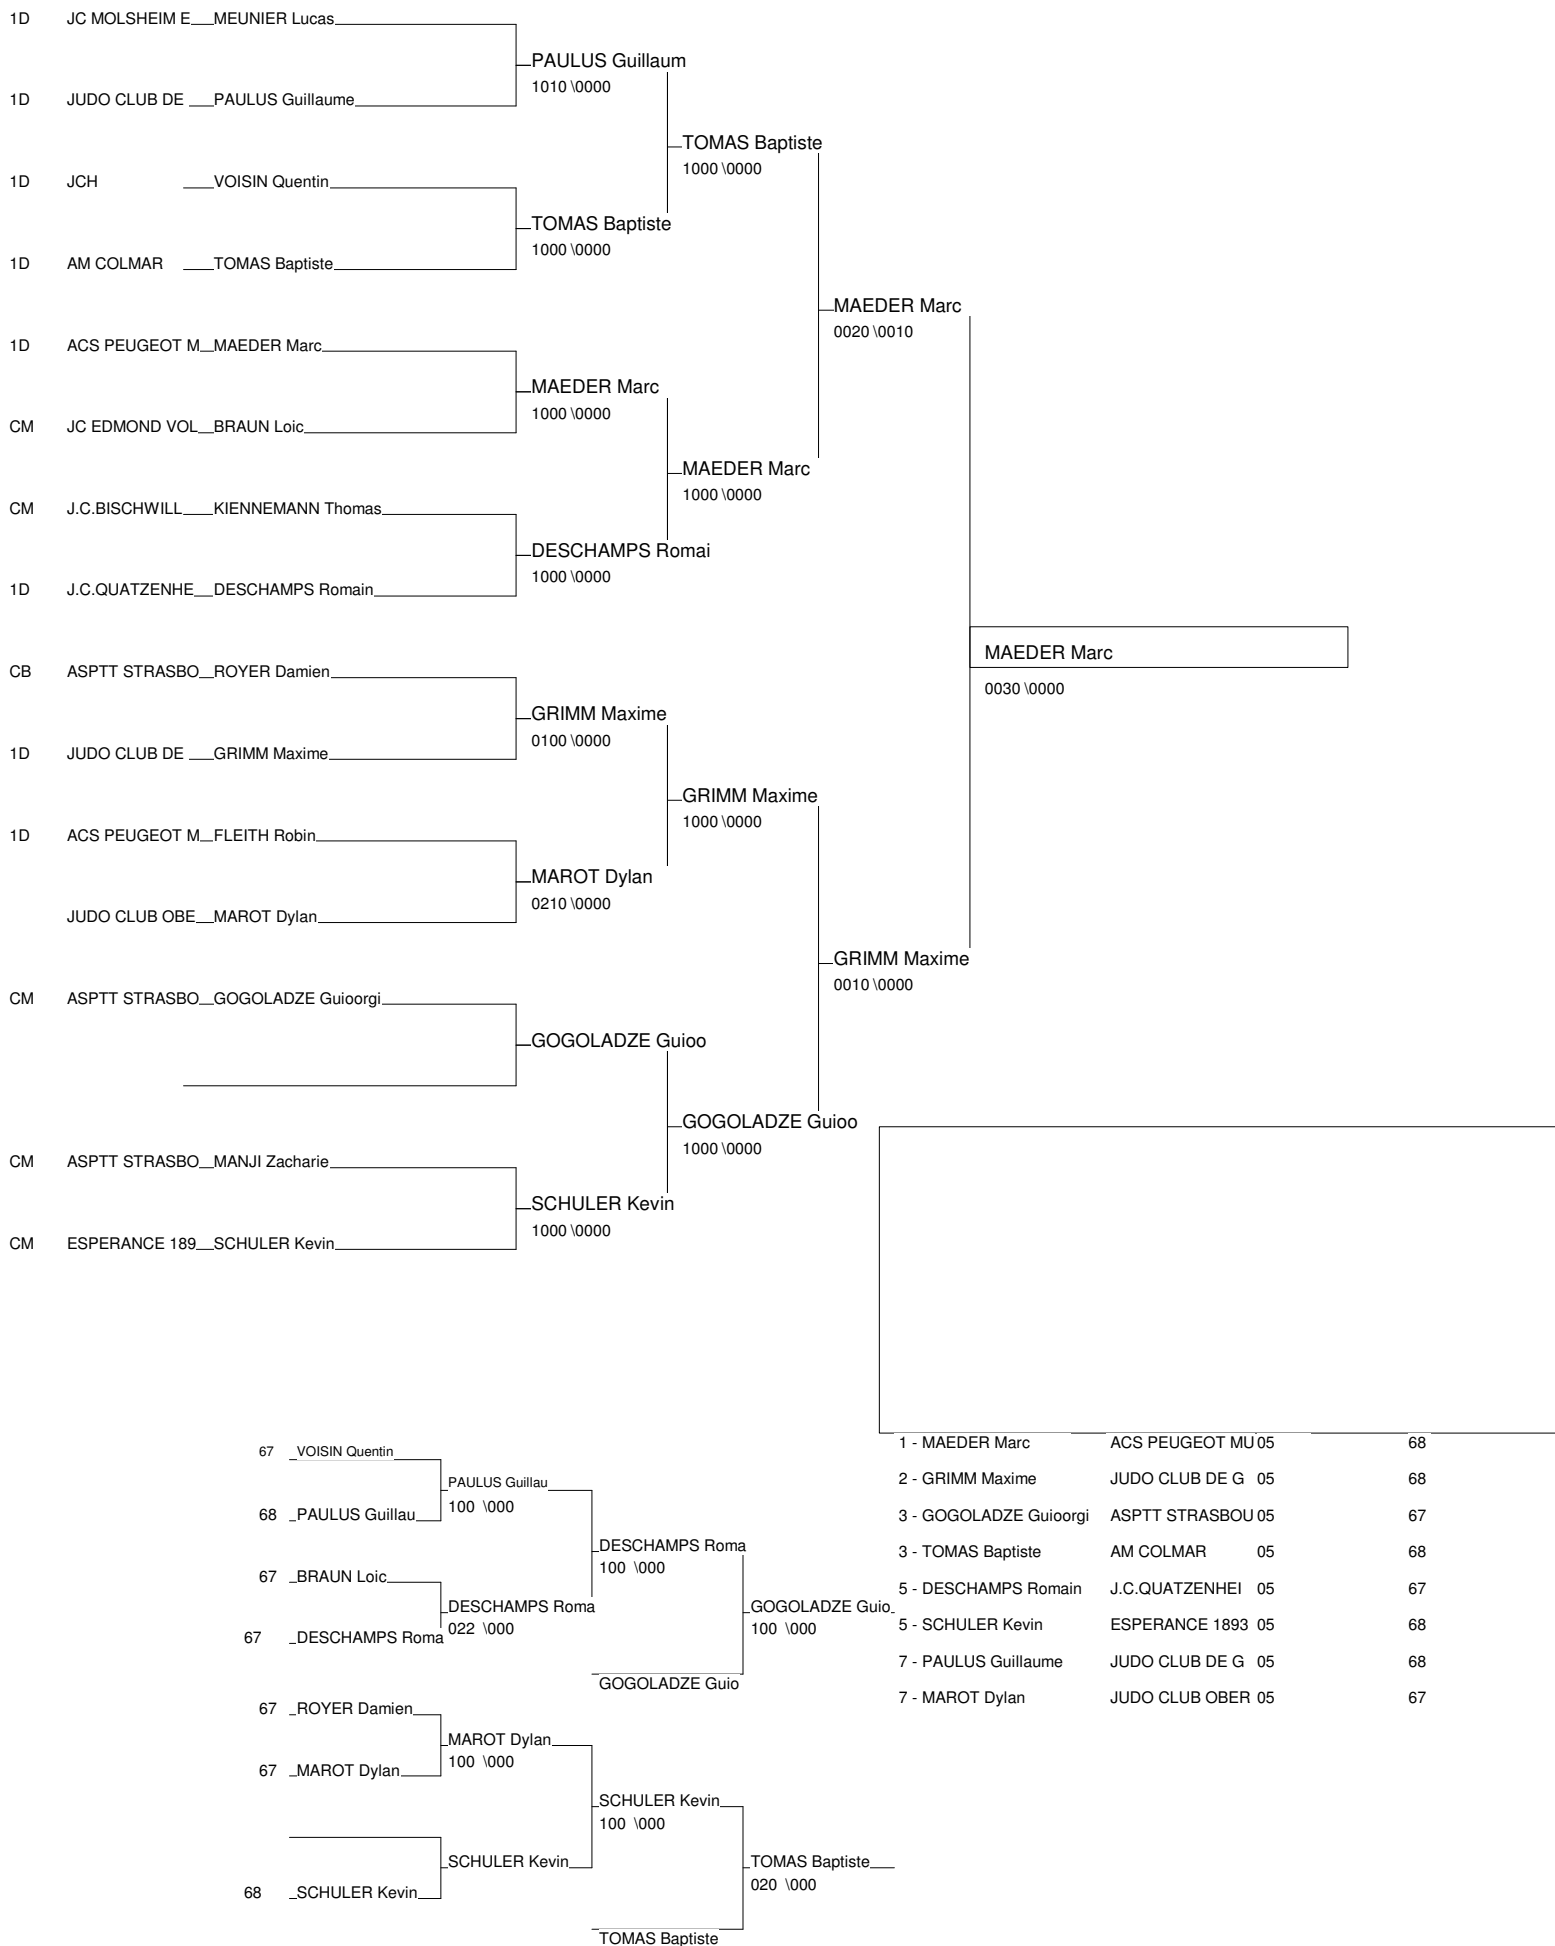 1D JC MOLSHEIM E MEUNIER Lucas
PAULUS Guillaum
1010 \0000
1D JUDO CLUB DE PAULUS Guillaume
TOMAS Baptiste
1000 \0000
1D JCH VOISIN Quentin
TOMAS Baptiste
1000 \0000
1D AM COLMAR TOMAS Baptiste
MAEDER Marc
0020 \0010
1D ACS PEUGEOT M MAEDER Marc
MAEDER Marc
1000 \0000
CM JC EDMOND VOL BRAUN Loic
MAEDER Marc
1000 \0000
CM J.C.BISCHWILL KIENNEMANN Thomas
DESCHAMPS Romai
1000 \0000
1D J.C.QUATZENHE DESCHAMPS Romain
MAEDER Marc
0030 \0000
CB ASPTT STRASBO ROYER Damien
GRIMM Maxime
0100 \0000
1D JUDO CLUB DE GRIMM Maxime
GRIMM Maxime
1000 \0000
1D ACS PEUGEOT M FLEITH Robin
MAROT Dylan
0210 \0000
JUDO CLUB OBE MAROT Dylan
GRIMM Maxime
0010 \0000
CM ASPTT STRASBO GOGOLADZE Guioorgi
GOGOLADZE Guioo
GOGOLADZE Guioo
1000 \0000
CM ASPTT STRASBO MANJI Zacharie
SCHULER Kevin
1000 \0000
CM ESPERANCE 189 SCHULER Kevin
67 VOISIN Quentin
PAULUS Guillau
100 \000
68 PAULUS Guillau
DESCHAMPS Roma
100 \000
67 BRAUN Loic
DESCHAMPS Roma
022 \000
67 DESCHAMPS Roma
GOGOLADZE Guio
100 \000
GOGOLADZE Guio
67 ROYER Damien
MAROT Dylan
100 \000
67 MAROT Dylan
SCHULER Kevin
100 \000
SCHULER Kevin
68 SCHULER Kevin
TOMAS Baptiste
020 \000
TOMAS Baptiste
1 - MAEDER Marc ACS PEUGEOT MU 05 68
2 - GRIMM Maxime JUDO CLUB DE G 05 68
3 - GOGOLADZE Guioorgi ASPTT STRASBOU 05 67
3 - TOMAS Baptiste AM COLMAR 05 68
5 - DESCHAMPS Romain J.C.QUATZENHEI 05 67
5 - SCHULER Kevin ESPERANCE 1893 05 68
7 - PAULUS Guillaume JUDO CLUB DE G 05 68
7 - MAROT Dylan JUDO CLUB OBER 05 67